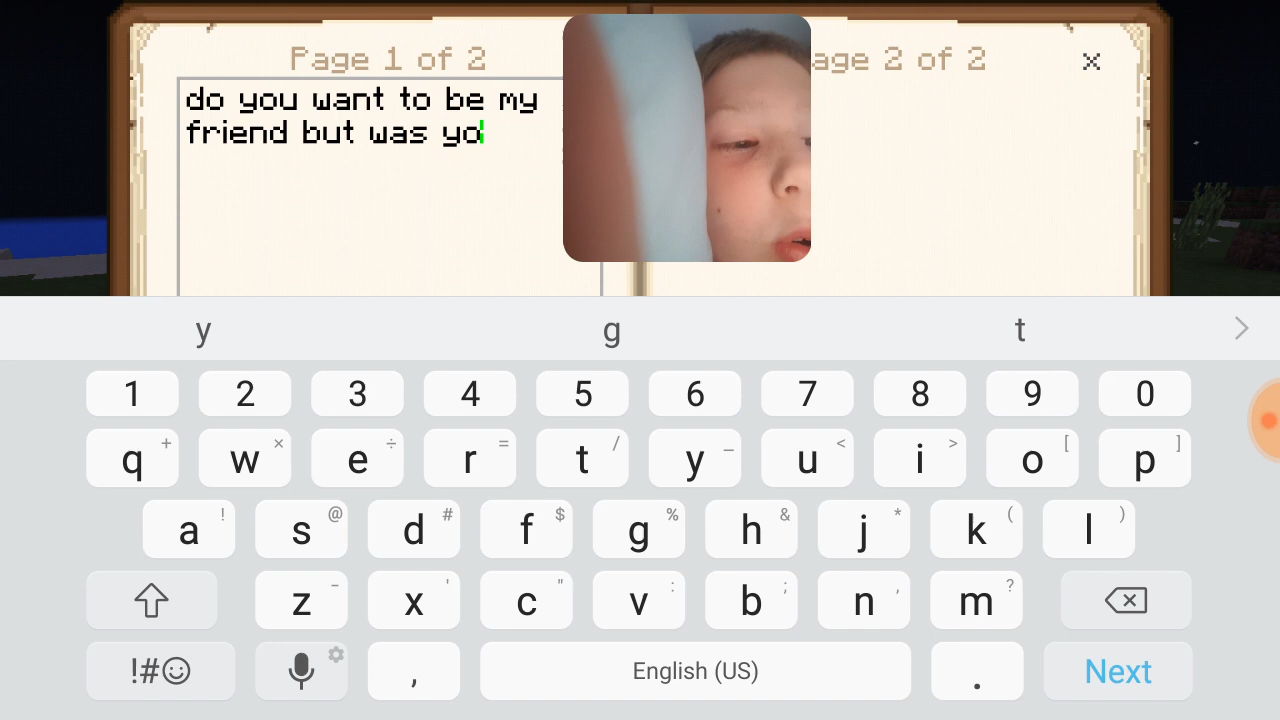 Page 1 of 2
age 2 of 2
do you want to be my
friend but was yo
y g t
1 2 3 4 5 6 7 8 9 0
q + w × e ÷ r = t / y – u < i > o [ p ]
a ! s @ d # f $ g % h & j * k ( l )
z – x ' c " v : b ; n , m ?
!#☺ , English (US) . Next